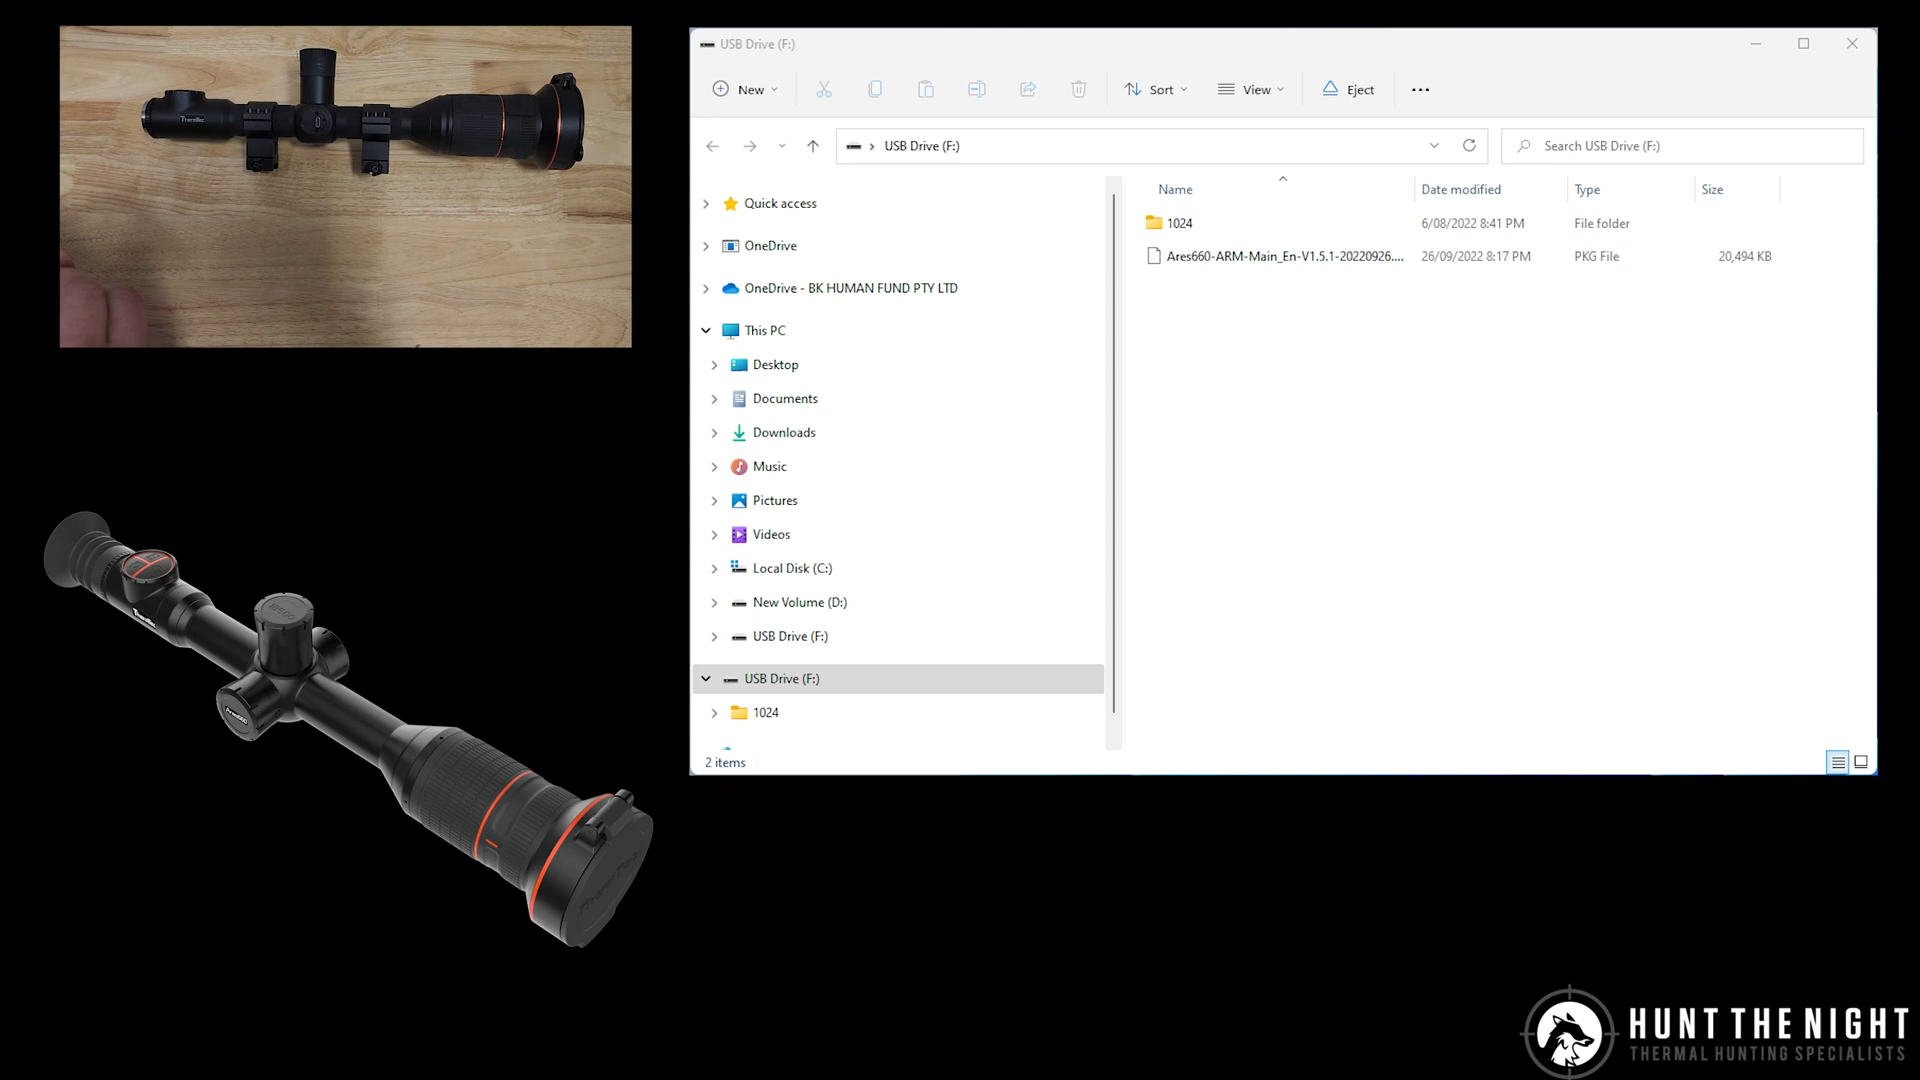 ThermTec
USB Drive (F:)
New
Sort
View
Eject
USB Drive (F:)
Search USB Drive (F:)
Quick access
OneDrive
OneDrive - BK HUMAN FUND PTY LTD
This PC
Desktop
Documents
Downloads
Music
Pictures
Videos
Local Disk (C:)
New Volume (D:)
USB Drive (F:)
USB Drive (F:)
1024
Name Date modified Type Size
1024 6/08/2022 8:41 PM File folder
Ares660-ARM-Main_En-V1.5.1-20220926.... 26/09/2022 8:17 PM PKG File 20,494 KB
2 items
18500
ThermTec
Ares660
HUNT THE NIGHT
THERMAL HUNTING SPECIALISTS